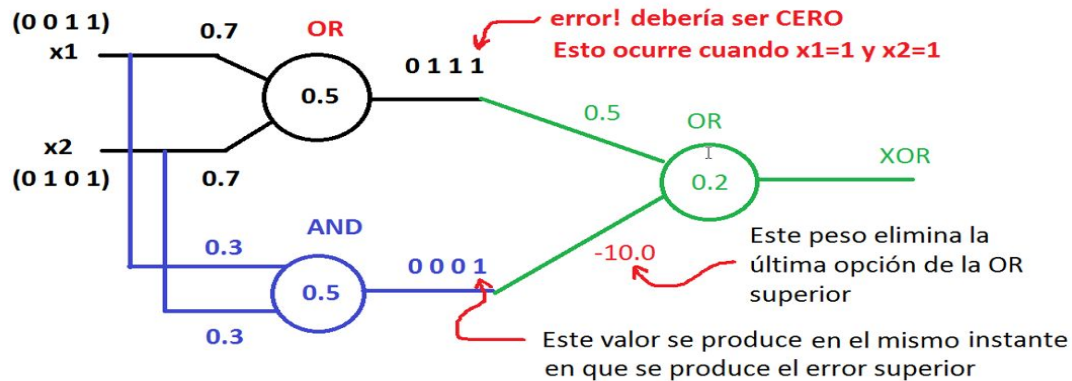 (0 0 1 1)
x1
0.7
OR
0.5
0 1 1 1
error! debería ser CERO
Esto ocurre cuando x1=1 y x2=1
x2
(0 1 0 1)
0.7
0.5
OR
0.2
XOR
AND
0.3
0.5
0.3
0 0 0 1
-10.0
Este peso elimina la
última opción de la OR
superior
Este valor se produce en el mismo instante
en que se produce el error superior